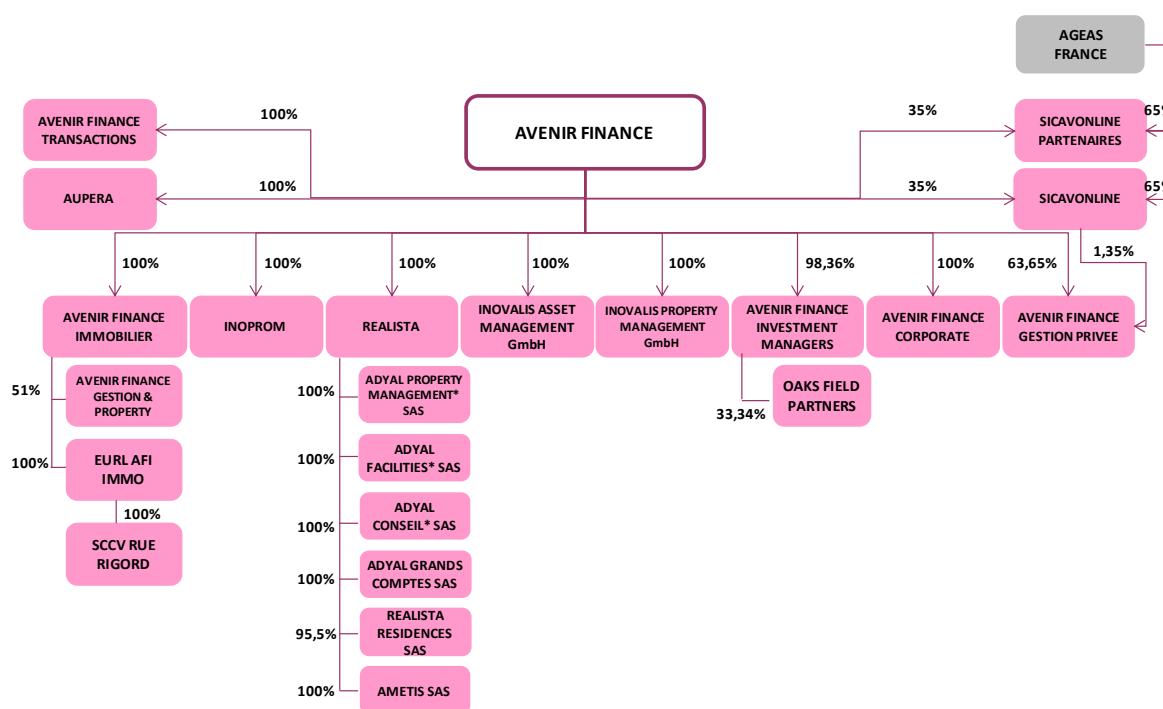 AGEAS
FRANCE
AVENIR FINANCE
TRANSACTIONS
100%
AVENIR FINANCE
35%
SICAVONLINE
PARTENAIRES
65%
AUPERA
100%
35%
SICAVONLINE
65%
100%
100%
100%
100%
100%
98,36%
100%
63,65%
1,35%
AVENIR FINANCE
IMMOBILIER
INOPROM
REALISTA
INOVALIS ASSET
MANAGEMENT
GmbH
INOVALIS PROPERTY
MANAGEMENT
GmbH
AVENIR FINANCE
INVESTMENT
MANAGERS
AVENIR FINANCE
CORPORATE
AVENIR FINANCE
GESTION PRIVEE
51%
AVENIR FINANCE
GESTION &
PROPERTY
100%
ADYAL PROPERTY
MANAGEMENT*
SAS
33,34%
OAKS FIELD
PARTNERS
100%
EURL AFI
IMMO
100%
ADYAL
FACILITIES* SAS
100%
SCCV RUE
RIGORD
100%
ADYAL
CONSEIL* SAS
100%
ADYAL GRANDS
COMPTES SAS
95,5%
REALISTA
RESIDENCES
SAS
100%
AMETIS SAS